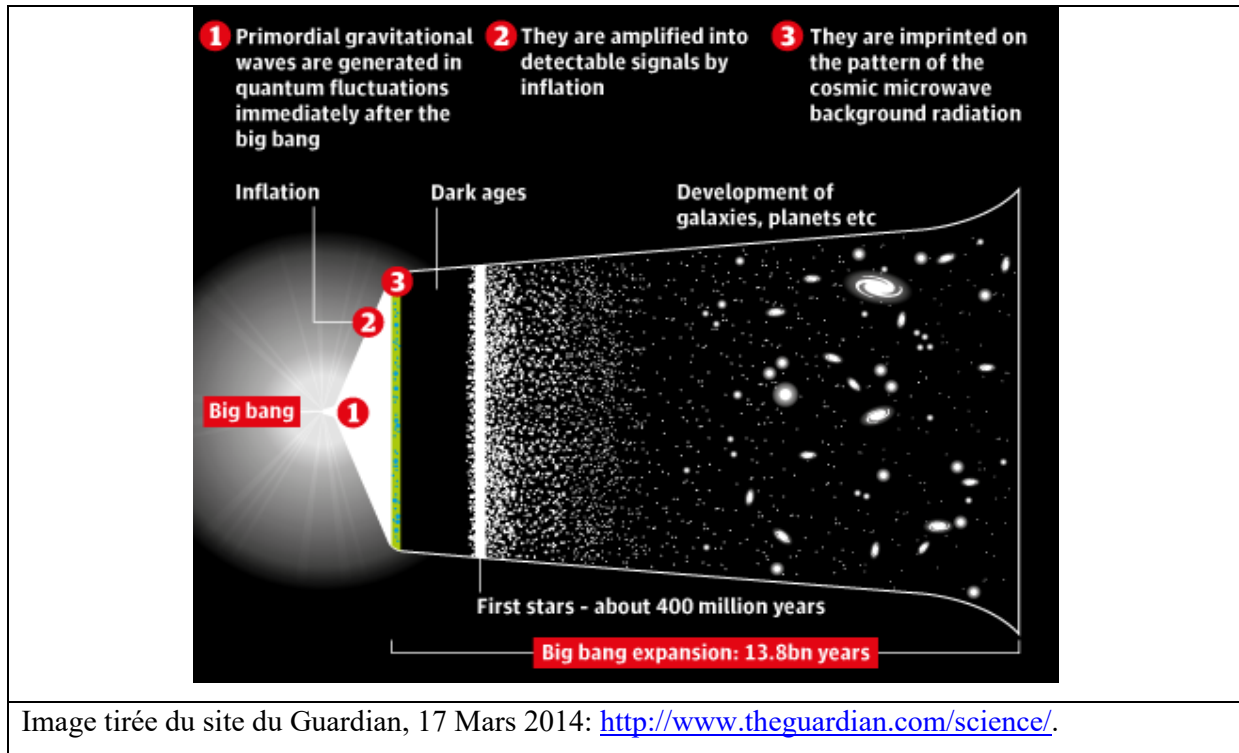 1 Primordial gravitational
waves are generated in
quantum fluctuations
immediately after the
big bang
2 They are amplified into
detectable signals by
inflation
3 They are imprinted on
the pattern of the
cosmic microwave
background radiation
Inflation
Dark ages
Development of
galaxies, planets etc
3
2
Big bang
1
First stars - about 400 million years
Big bang expansion: 13.8bn years
Image tirée du site du Guardian, 17 Mars 2014: http://www.theguardian.com/science/.